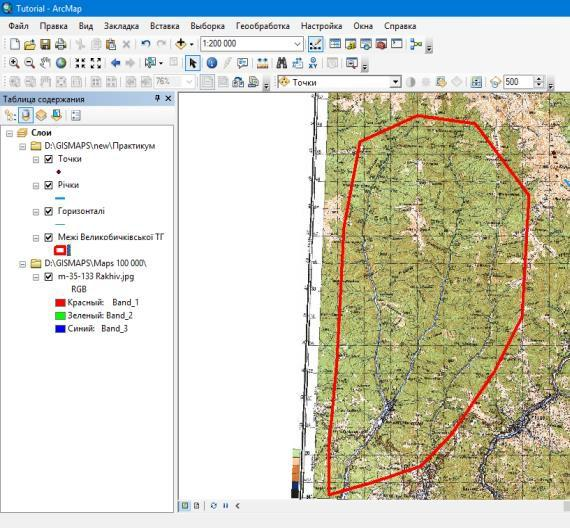 Tutorial - ArcMap
Файл Правка Вид Закладка Вставка Выборка Геообработка Настройка Окна Справка
1:200 000
76%
Точки
500
Таблица содержания
Слои
D:\GISMAPS\new\Практикум
Точки
Річки
Горизонталі
Межі Великобичківської ТГ
D:\GISMAPS\Maps 100 000\
m-35-133 Rakhiv.jpg
RGB
Красный: Band_1
Зеленый: Band_2
Синий: Band_3